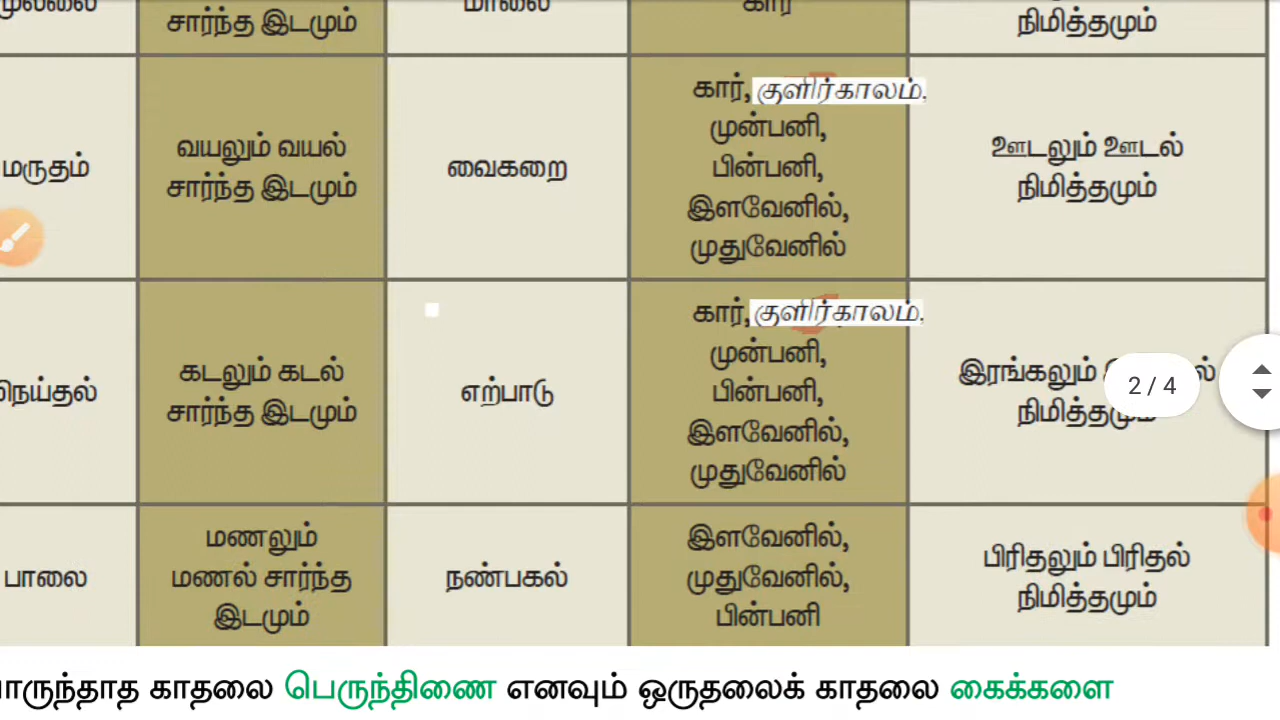 சார்ந்த இடமும்
மாலை
கார்
நிமித்தமும்
மருதம்
வயலும் வயல்
சார்ந்த இடமும்
வைகறை
கார், குளிர்காலம்,
முன்பனி,
பின்பனி,
இளவேனில்,
முதுவேனில்
ஊடலும் ஊடல்
நிமித்தமும்
கடலும் கடல்
சார்ந்த இடமும்
எற்பாடு
கார், குளிர்காலம்,
முன்பனி,
பின்பனி,
இளவேனில்,
முதுவேனில்
இரங்கலும்
நிமித்தமும்
2 / 4
பாலை
மணலும்
மணல் சார்ந்த
இடமும்
நண்பகல்
இளவேனில்,
முதுவேனில்,
பின்பனி
பிரிதலும் பிரிதல்
நிமித்தமும்
காதலை பெருந்திணை எனவும் ஒருதலைக் காதலை கைக்களை